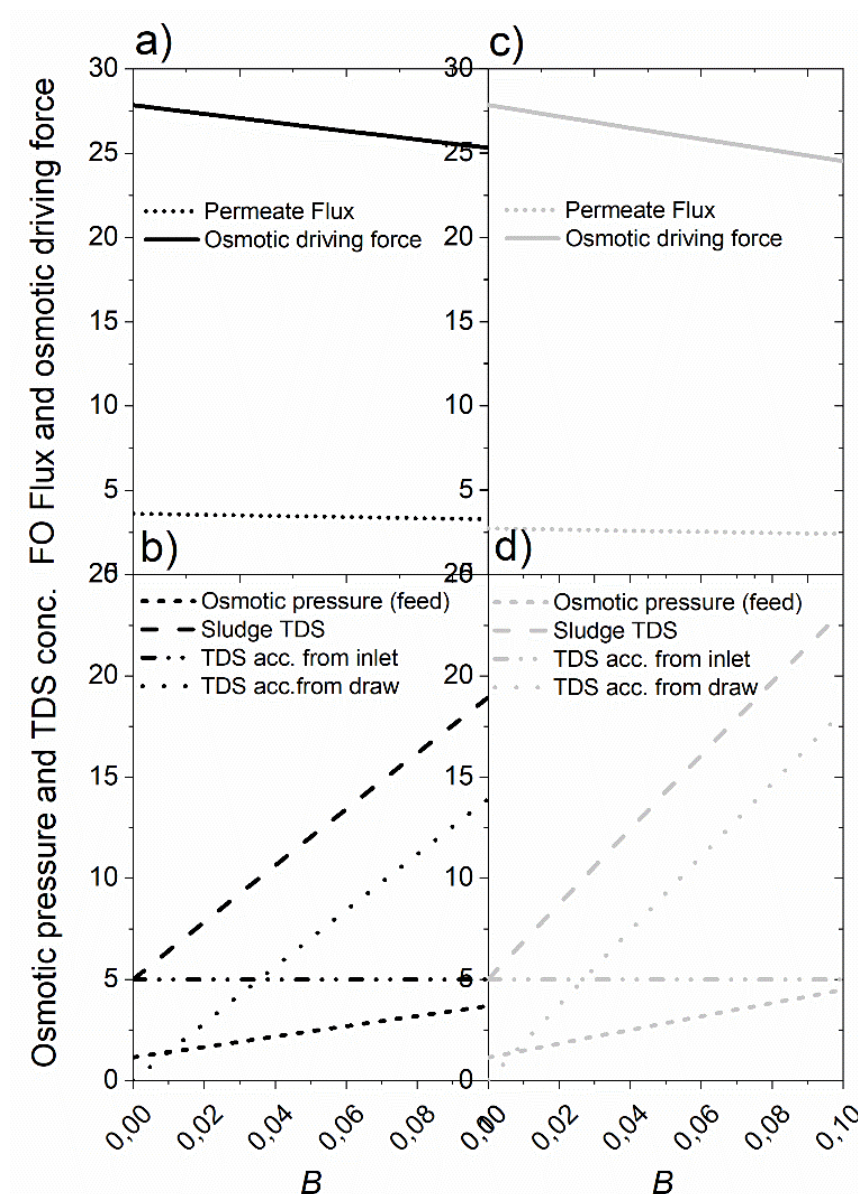 a)
c)
30
30
25
25
20
20
15
15
10
10
5
5
Permeate Flux
Osmotic driving force
Permeate Flux
Osmotic driving force
FO Flux and osmotic driving force
b)
d)
20
20
15
15
10
10
5
5
0
0
Osmotic pressure (feed)
Sludge TDS
TDS acc. from inlet
TDS acc.from draw
Osmotic pressure (feed)
Sludge TDS
TDS acc. from inlet
TDS acc. from draw
Osmotic pressure and TDS conc.
0,00
0,02
0,04
0,06
0,08
0,00
0,02
0,04
0,06
0,08
0,10
B
B